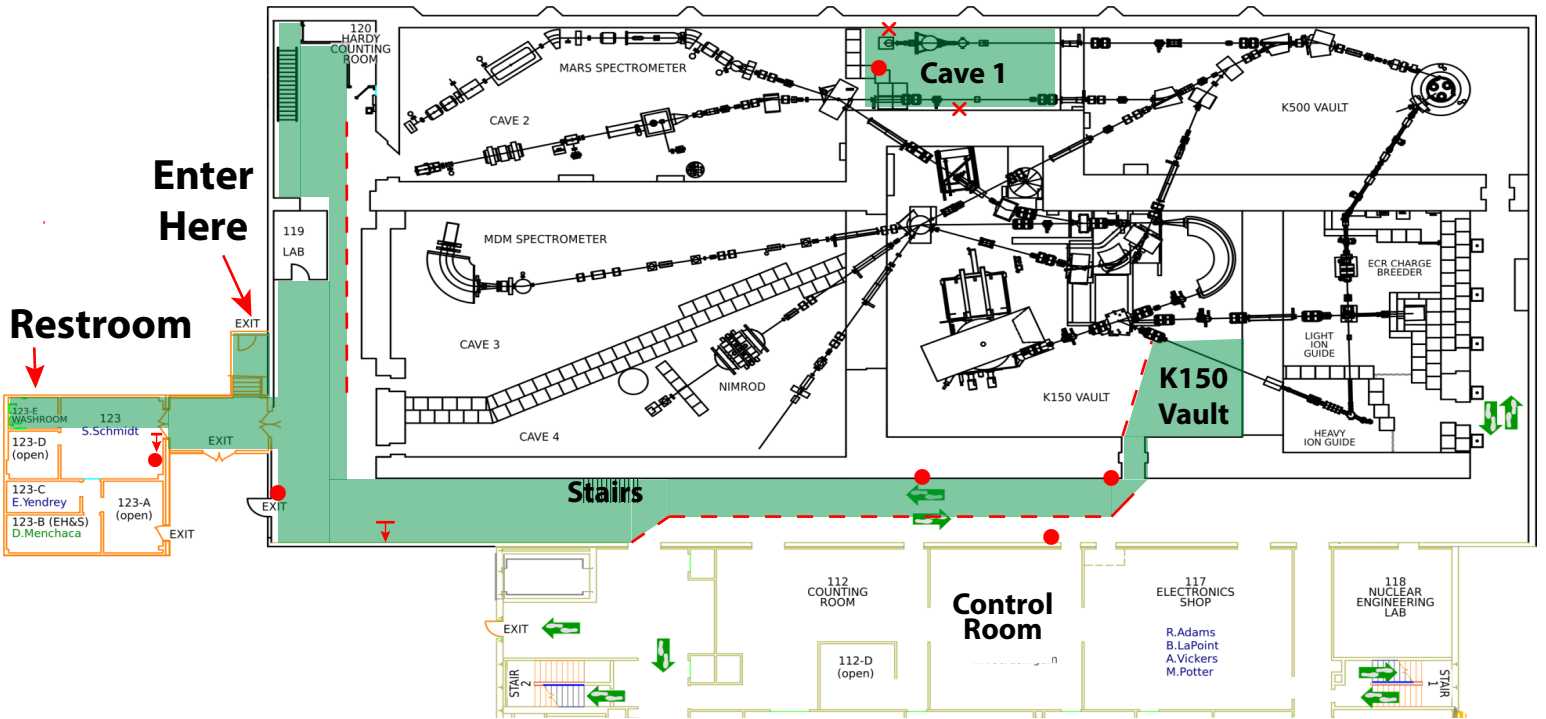 120
HARDY
COUNTING
ROOM
MARS SPECTROMETER
Cave 1
K500 VAULT
CAVE 2
Enter
Here
119
LAB
MDM SPECTROMETER
ECR CHARGE
BREEDER
Restroom
EXIT
CAVE 3
LIGHT
ION
GUIDE
NIMROD
K150 VAULT
K150
Vault
123-E
WASHROOM
123
S.Schmidt
EXIT
CAVE 4
HEAVY
ION GUIDE
123-D
(open)
123-C
E.Yendrey
123-A
(open)
123-B (EH&S)
D.Menchaca
EXIT
EXIT
Stairs
112
COUNTING
ROOM
Control
Room
117
ELECTRONICS
SHOP
118
NUCLEAR
ENGINEERING
LAB
EXIT
R.Adams
B.LaPoint
A.Vickers
M.Potter
112-D
(open)
STAIR
2
STAIR
1